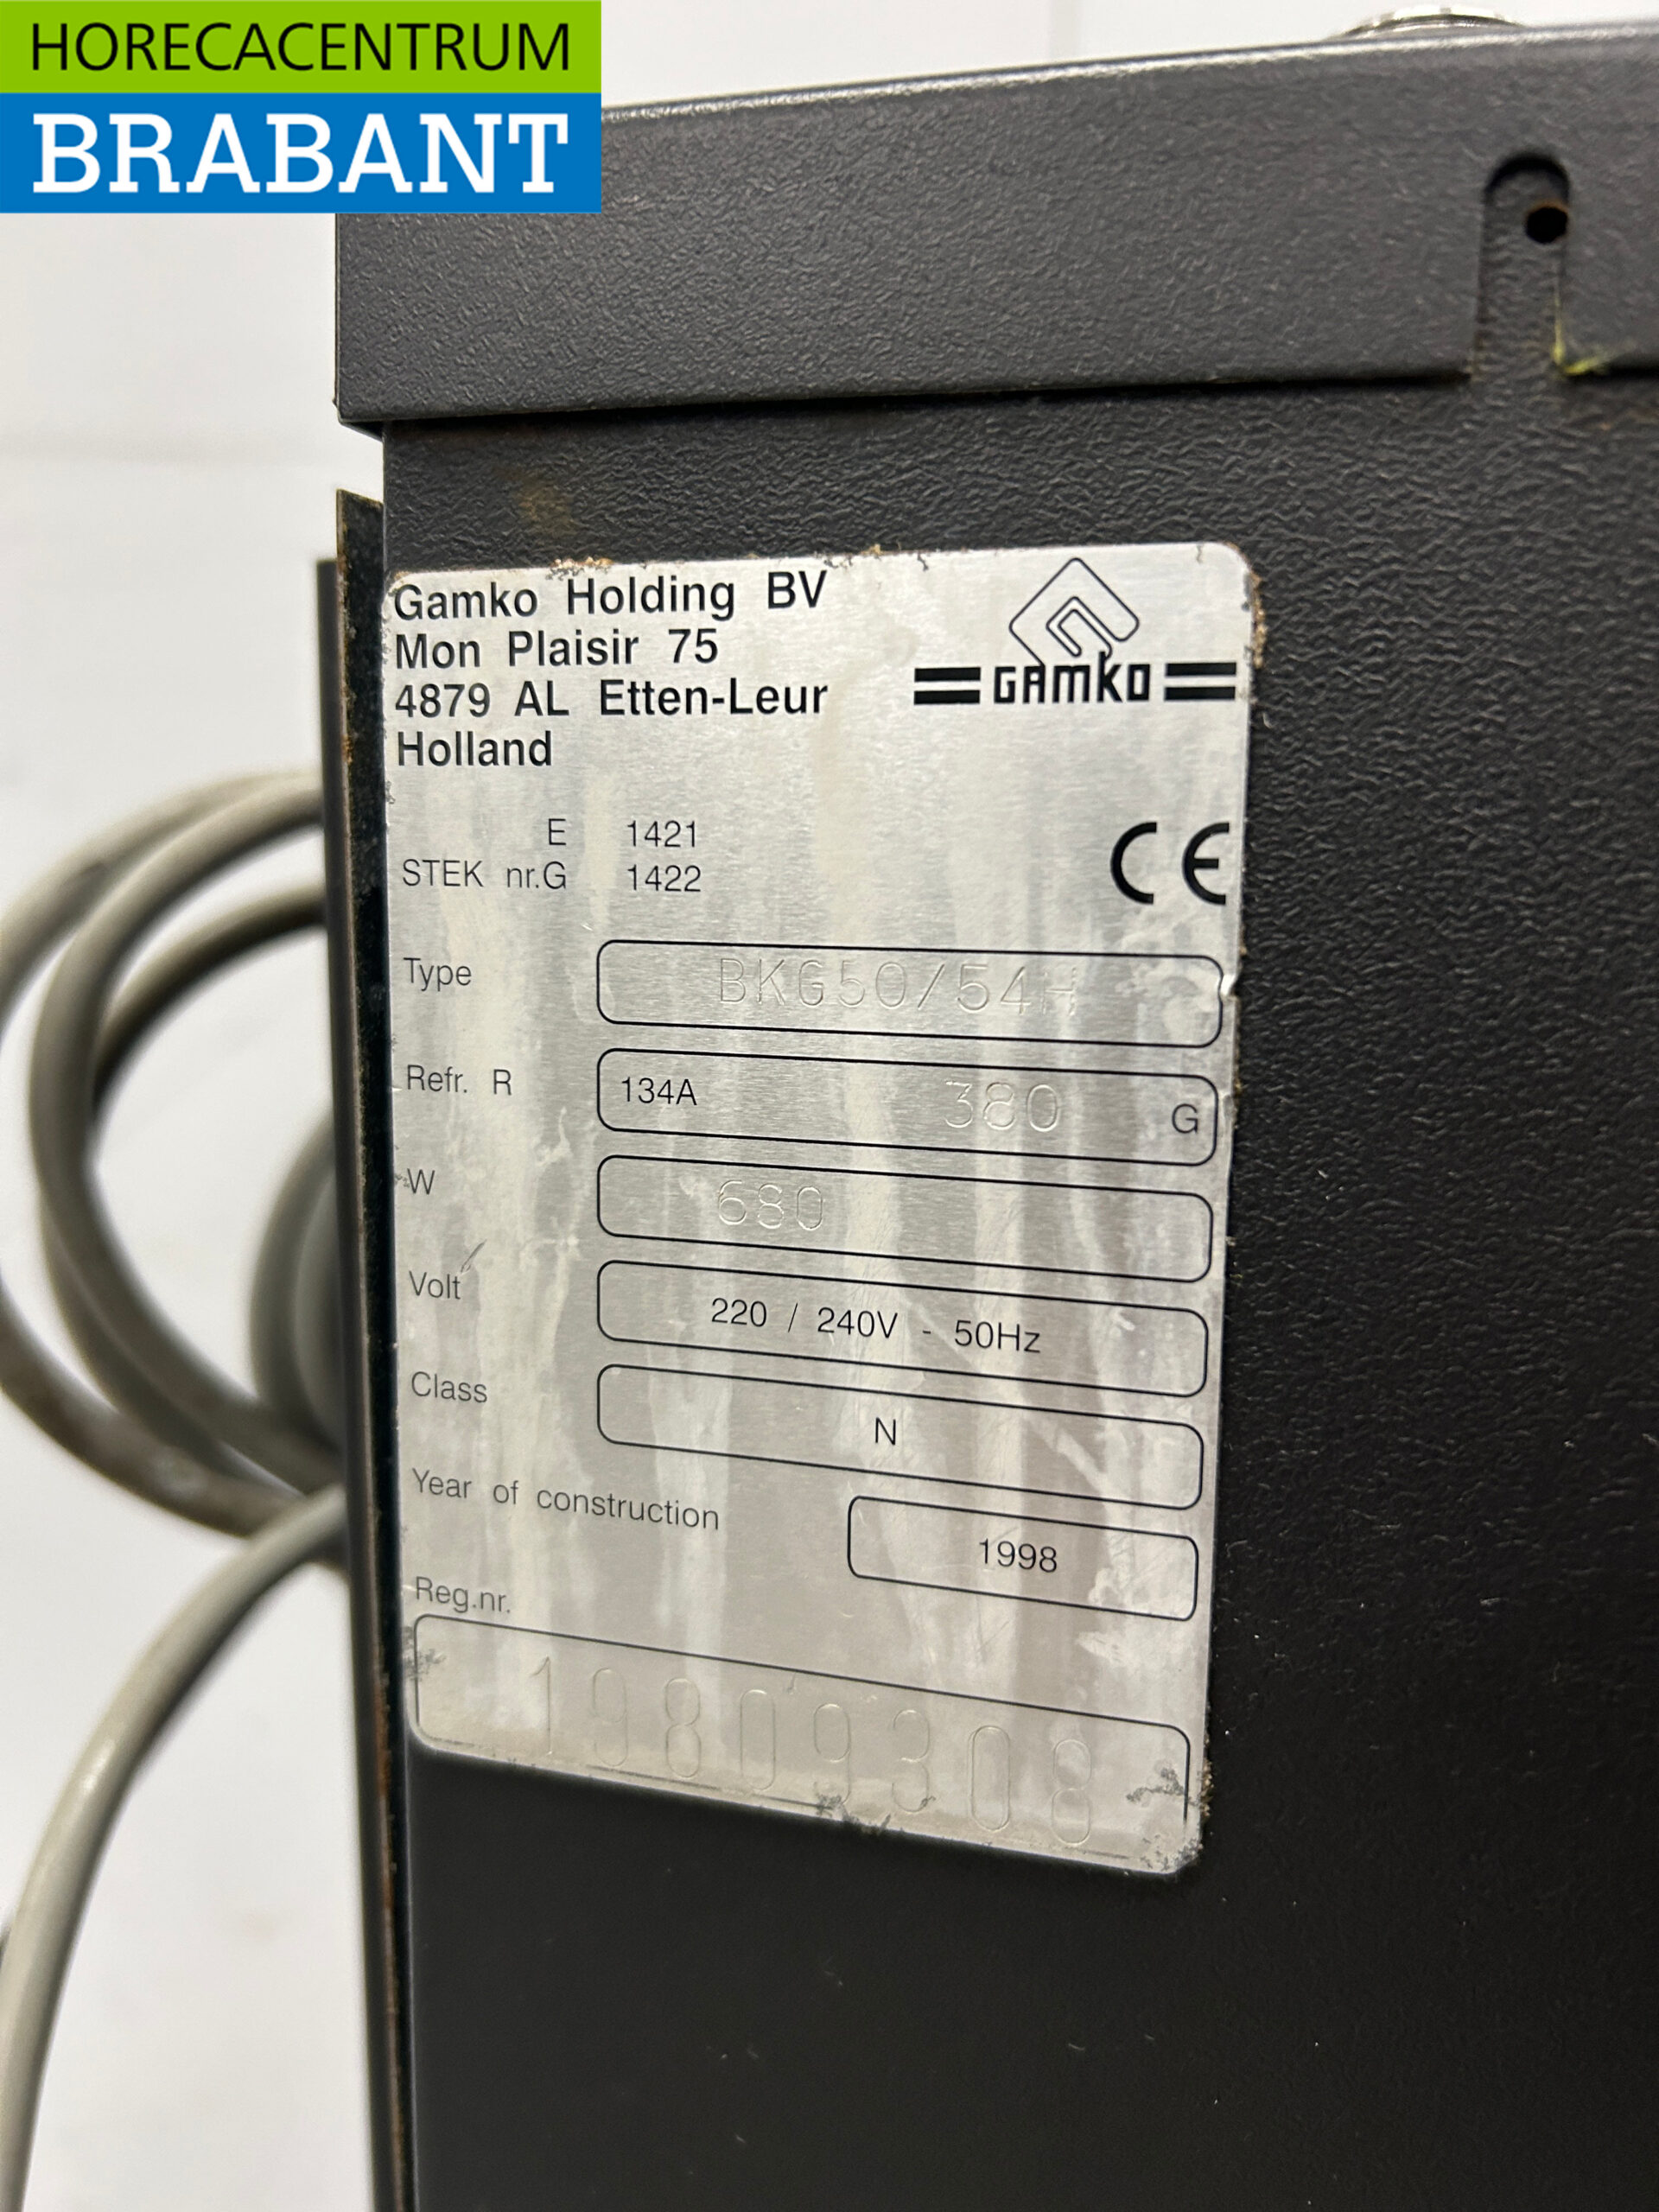 HORECACENTRUM
BRABANT
Gamko Holding BV
Mon Plaisir 75
4879 AL Etten-Leur
Holland
GAMKO
E 1421
STEK nr.G 1422
CE
Type BKG50/54H
Refr. R 134A 380 G
W 680
Volt 220 / 240V - 50Hz
Class N
Year of construction 1998
Reg.nr.
19809308